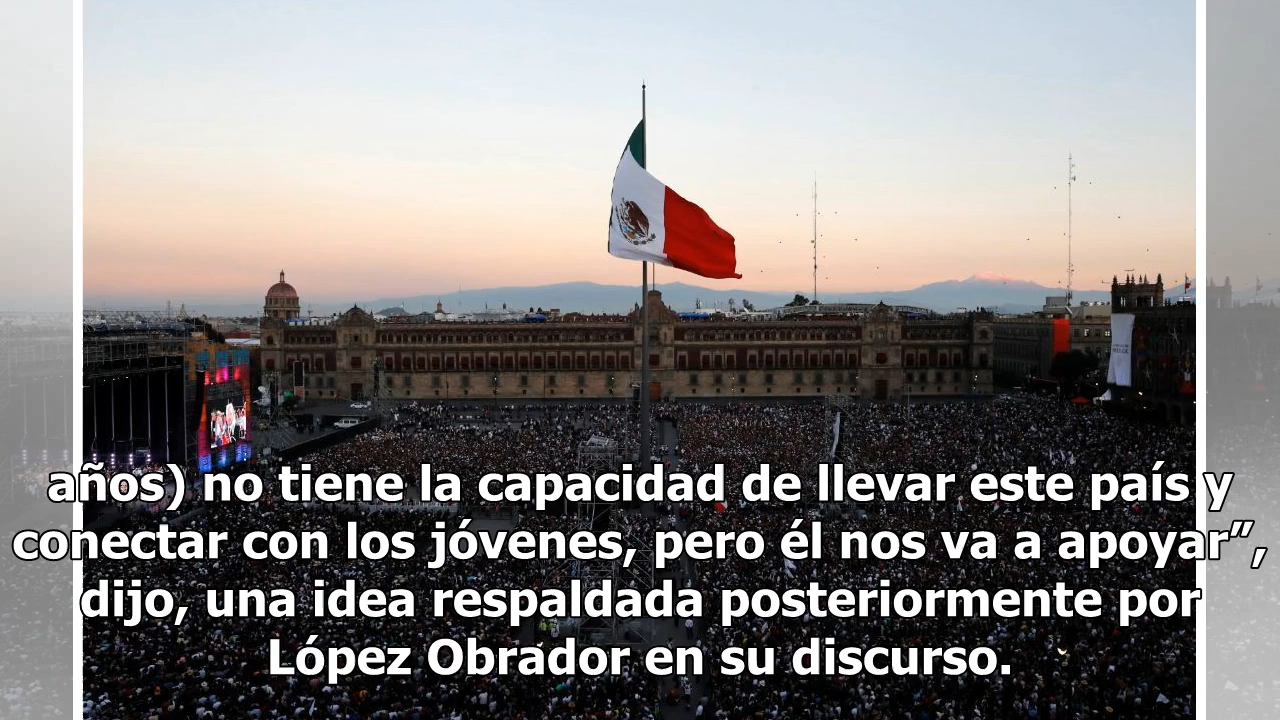 años) no tiene la capacidad de llevar este país y
conectar con los jóvenes, pero él nos va a apoyar”,
dijo, una idea respaldada posteriormente por
López Obrador en su discurso.